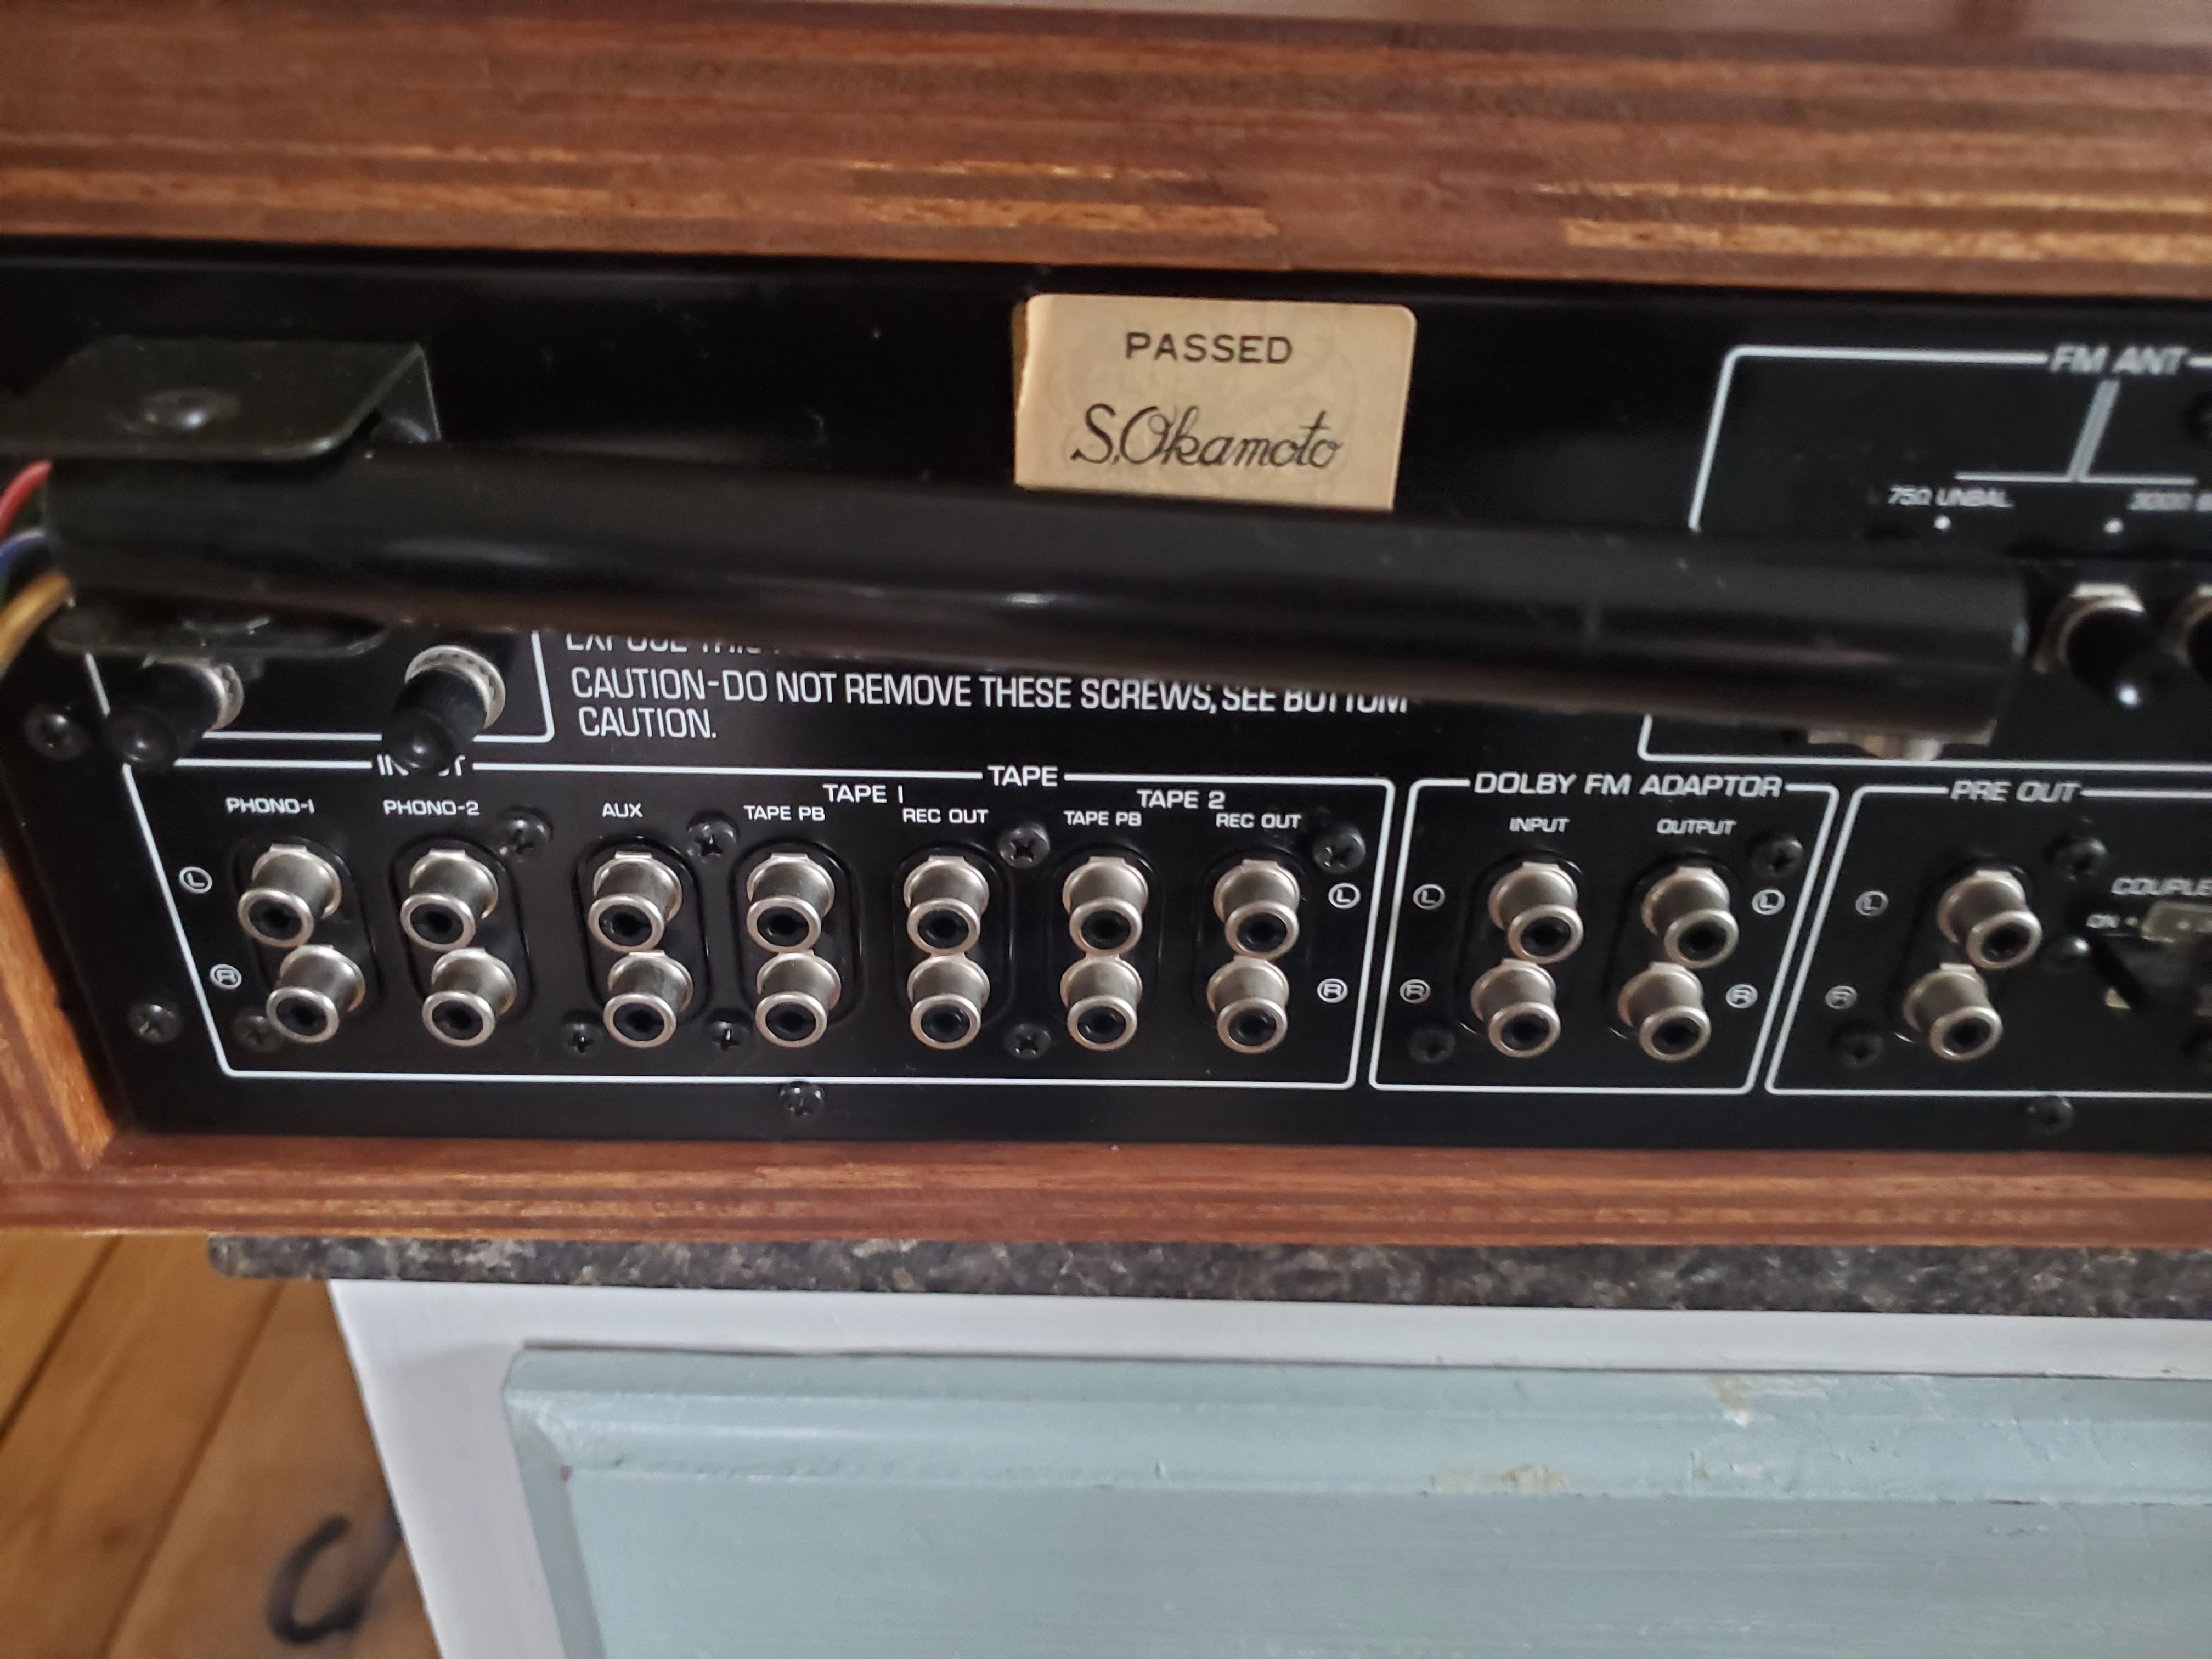 PASSED
S.Okamoto
FM ANT
75Ω UNBAL.
300Ω
CAUTION-DO NOT REMOVE THESE SCREWS, SEE BOTTOM
CAUTION.
TAPE
DOLBY FM ADAPTOR
PRE OUT
TAPE 1
TAPE 2
PHONO-1
PHONO-2
AUX
TAPE PB
REC OUT
TAPE PB
REC OUT
INPUT
OUTPUT
L
L
L
L
L
ON
R
R
R
R
R